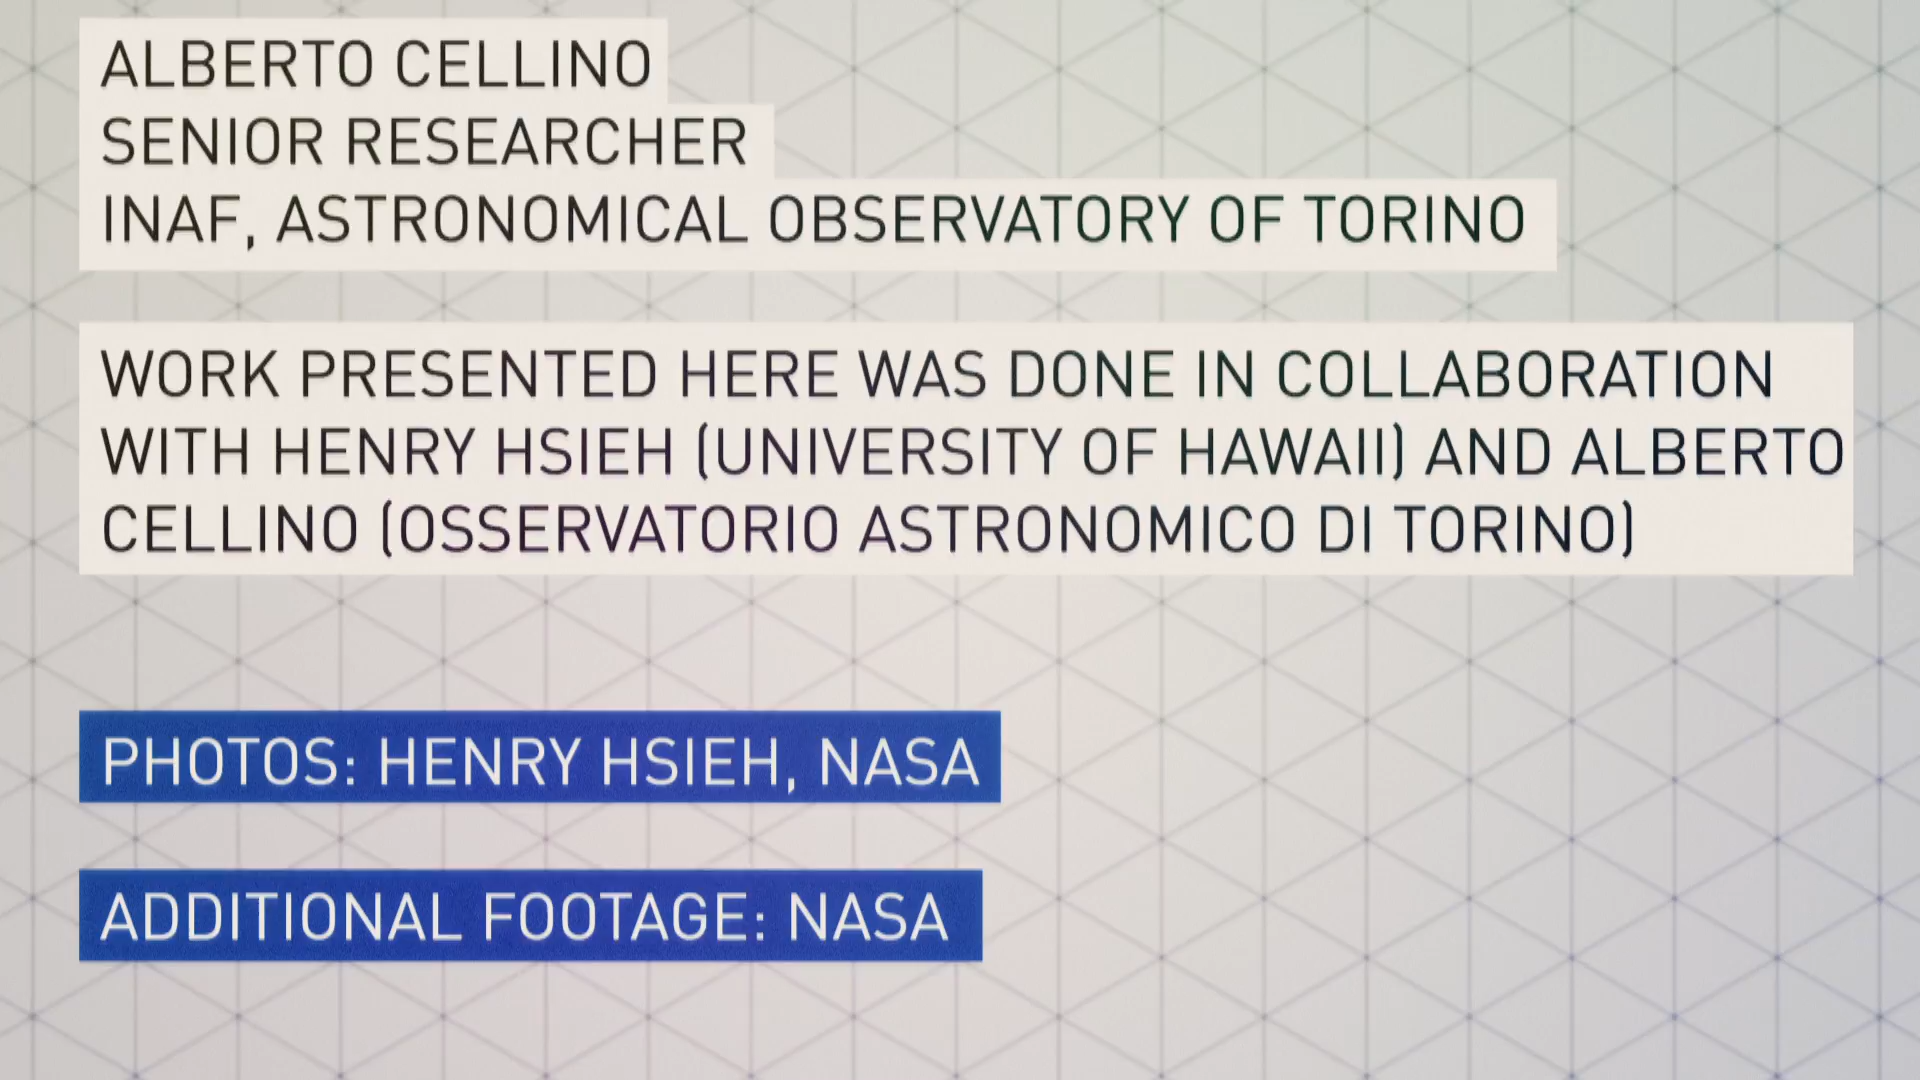 ALBERTO CELLINO
SENIOR RESEARCHER
INAF, ASTRONOMICAL OBSERVATORY OF TORINO
WORK PRESENTED HERE WAS DONE IN COLLABORATION
WITH HENRY HSIEH (UNIVERSITY OF HAWAII) AND ALBERTO
CELLINO (OSSERVATORIO ASTRONOMICO DI TORINO)
PHOTOS: HENRY HSIEH, NASA
ADDITIONAL FOOTAGE: NASA